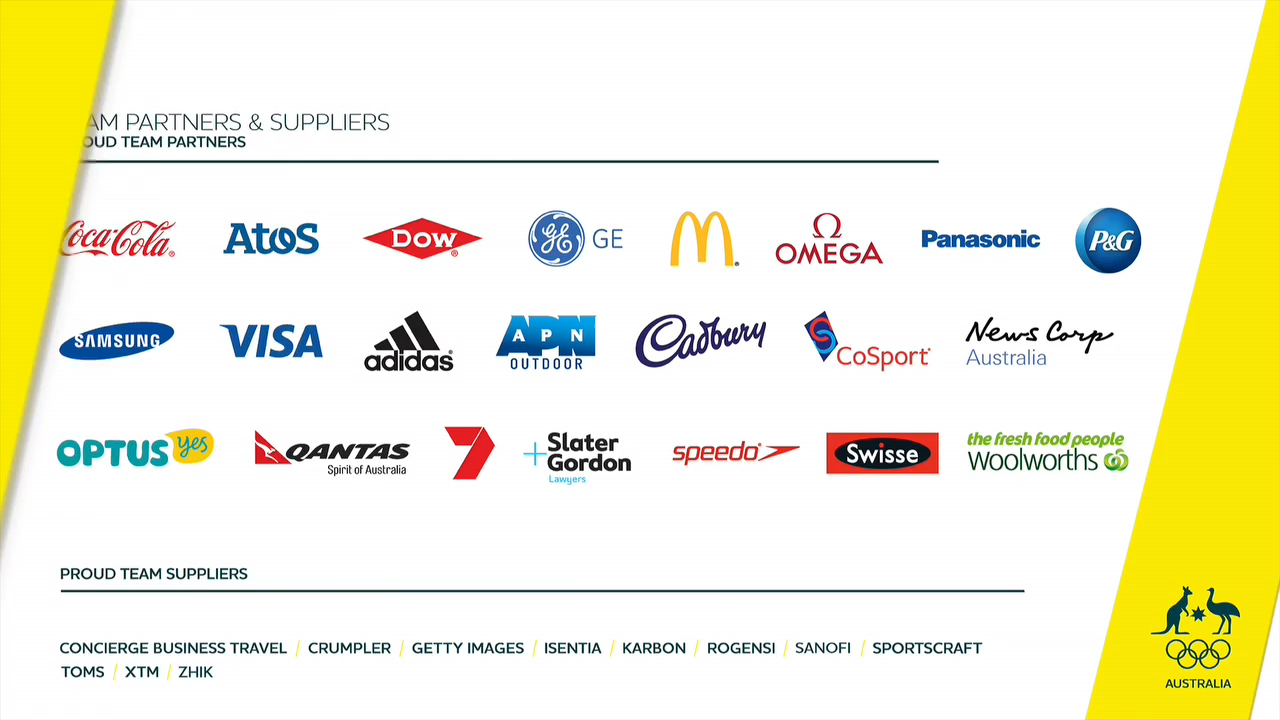 AM PARTNERS & SUPPLIERS
OUD TEAM PARTNERS
Coca-Cola ® Atos DOW ® GE GE M ® Ω OMEGA Panasonic P&G
SAMSUNG VISA adidas ® APN OUTDOOR Cadbury CoSport News Corp Australia
OPTUS yes QANTAS Spirit of Australia 7 Slater + Gordon Lawyers speedo ® Swisse the fresh food people Woolworths
PROUD TEAM SUPPLIERS
CONCIERGE BUSINESS TRAVEL / CRUMPLER / GETTY IMAGES / ISENTIA / KARBON / ROGENSI / SANOFI / SPORTSCRAFT
TOMS / XTM / ZHIK
AUSTRALIA